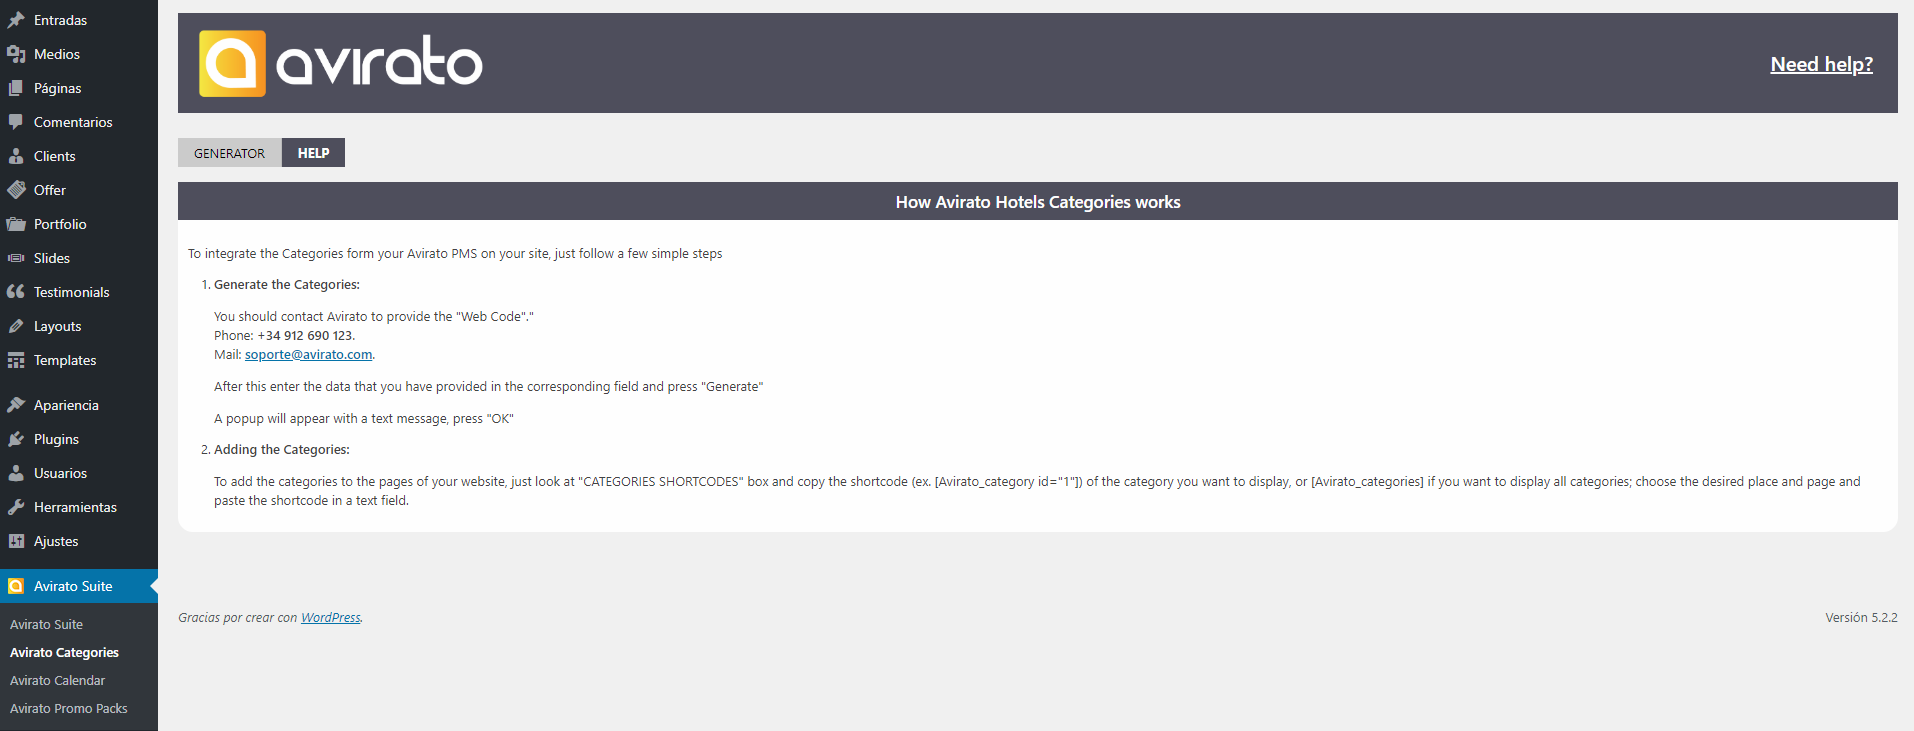 Entradas
Medios
Páginas
Comentarios
Clients
Offer
Portfolio
Slides
Testimonials
Layouts
Templates
Apariencia
Plugins
Usuarios
Herramientas
Ajustes
Avirato Suite
Avirato Suite
Avirato Categories
Avirato Calendar
Avirato Promo Packs
avirato
Need help?
GENERATOR HELP
How Avirato Hotels Categories works
To integrate the Categories form your Avirato PMS on your site, just follow a few simple steps
1. Generate the Categories:
You should contact Avirato to provide the "Web Code"."
Phone: +34 912 690 123.
Mail: soporte@avirato.com.
After this enter the data that you have provided in the corresponding field and press "Generate"
A popup will appear with a text message, press "OK"
2. Adding the Categories:
To add the categories to the pages of your website, just look at "CATEGORIES SHORTCODES" box and copy the shortcode (ex. [Avirato_category id="1"]) of the category you want to display, or [Avirato_categories] if you want to display all categories; choose the desired place and page and
paste the shortcode in a text field.
Gracias por crear con WordPress.
Versión 5.2.2